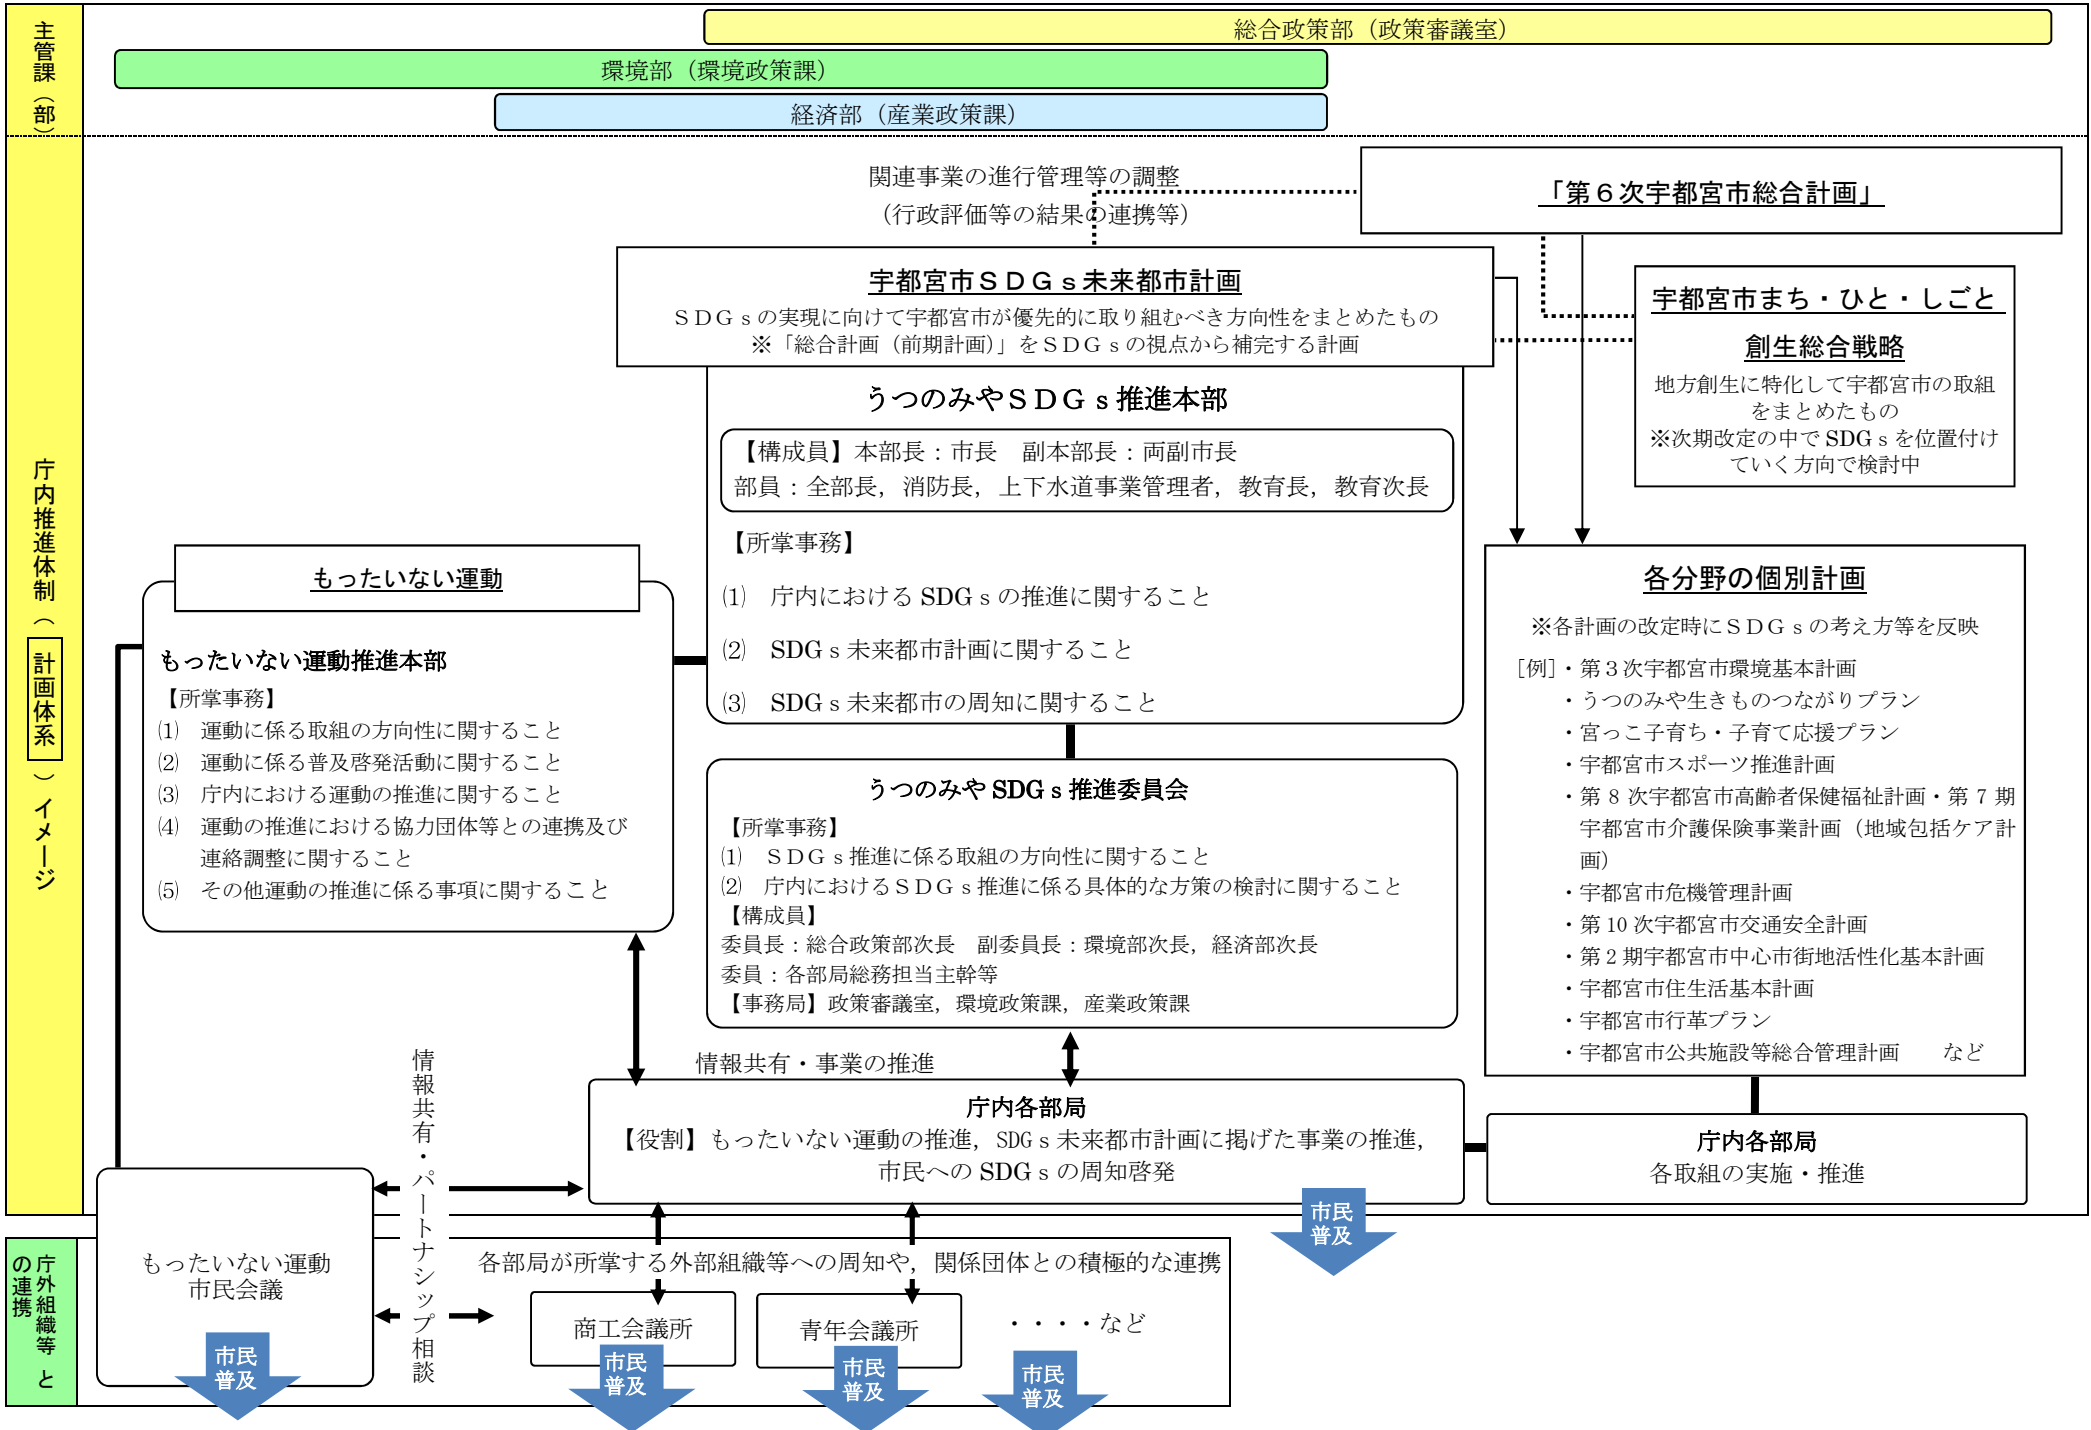 主管課（部）
総合政策部（政策審議室）
環境部（環境政策課）
経済部（産業政策課）
庁内推進体制（計画体系）イメージ
関連事業の進行管理等の調整
（行政評価等の結果の連携等）
「第６次宇都宮市総合計画」
宇都宮市ＳＤＧｓ未来都市計画
ＳＤＧｓの実現に向けて宇都宮市が優先的に取り組むべき方向性をまとめたもの
※「総合計画（前期計画）」をＳＤＧｓの視点から補完する計画
宇都宮市まち・ひと・しごと
創生総合戦略
地方創生に特化して宇都宮市の取組
をまとめたもの
※次期改定の中で SDGｓを位置付け
ていく方向で検討中
うつのみやＳＤＧｓ推進本部
【構成員】本部長：市長　副本部長：両副市長
部員：全部長，消防長，上下水道事業管理者，教育長，教育次長
【所掌事務】
⑴　庁内における SDGｓの推進に関すること
⑵　SDGｓ未来都市計画に関すること
⑶　SDGｓ未来都市の周知に関すること
もったいない運動
もったいない運動推進本部
【所掌事務】
⑴　運動に係る取組の方向性に関すること
⑵　運動に係る普及啓発活動に関すること
⑶　庁内における運動の推進に関すること
⑷　運動の推進における協力団体等との連携及び
連絡調整に関すること
⑸　その他運動の推進に係る事項に関すること
うつのみや SDGｓ推進委員会
【所掌事務】
⑴　ＳＤＧｓ推進に係る取組の方向性に関すること
⑵　庁内におけるＳＤＧｓ推進に係る具体的な方策の検討に関すること
【構成員】
委員長：総合政策部次長　副委員長：環境部次長，経済部次長
委員：各部局総務担当主幹等
【事務局】政策審議室，環境政策課，産業政策課
各分野の個別計画
※各計画の改定時にＳＤＧｓの考え方等を反映
［例］・第３次宇都宮市環境基本計画
・うつのみや生きものつながりプラン
・宮っこ子育ち・子育て応援プラン
・宇都宮市スポーツ推進計画
・第 8 次宇都宮市高齢者保健福祉計画・第 7 期
宇都宮市介護保険事業計画（地域包括ケア計
画）
・宇都宮市危機管理計画
・第 10 次宇都宮市交通安全計画
・第 2 期宇都宮市中心市街地活性化基本計画
・宇都宮市住生活基本計画
・宇都宮市行革プラン
・宇都宮市公共施設等総合管理計画　　など
情報共有・事業の推進
庁内各部局
【役割】もったいない運動の推進，SDGｓ未来都市計画に掲げた事業の推進，
市民への SDGｓの周知啓発
庁内各部局
各取組の実施・推進
市民
普及
情報共有・パートナシップ相談
庁外組織等 と
の連携
もったいない運動
市民会議
市民
普及
各部局が所掌する外部組織等への周知や，関係団体との積極的な連携
商工会議所
市民
普及
青年会議所
市民
普及
・・・・など
市民
普及